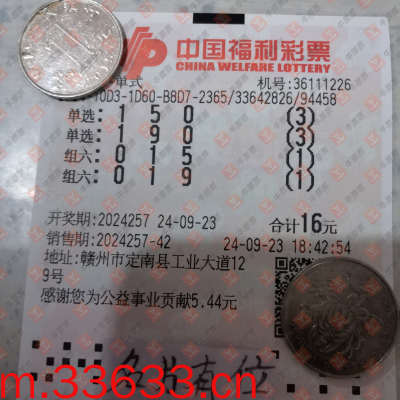 中国福利彩票
CHINA WELFARE LOTTERY
单式 机号:36111226
10D3-1D60-B8D7-2365/33642826/94458
单选: 1 5 0 (3)
单选: 1 9 0 (3)
组六: 0 1 5 (1)
组六: 0 1 9 (1)
开奖期:2024257 24-09-23 合计16元
销售期:2024257-42 24-09-23 18:42:54
地址:赣州市定南县工业大道12
9号
感谢您为公益事业贡献5.44元
m.33633.cn